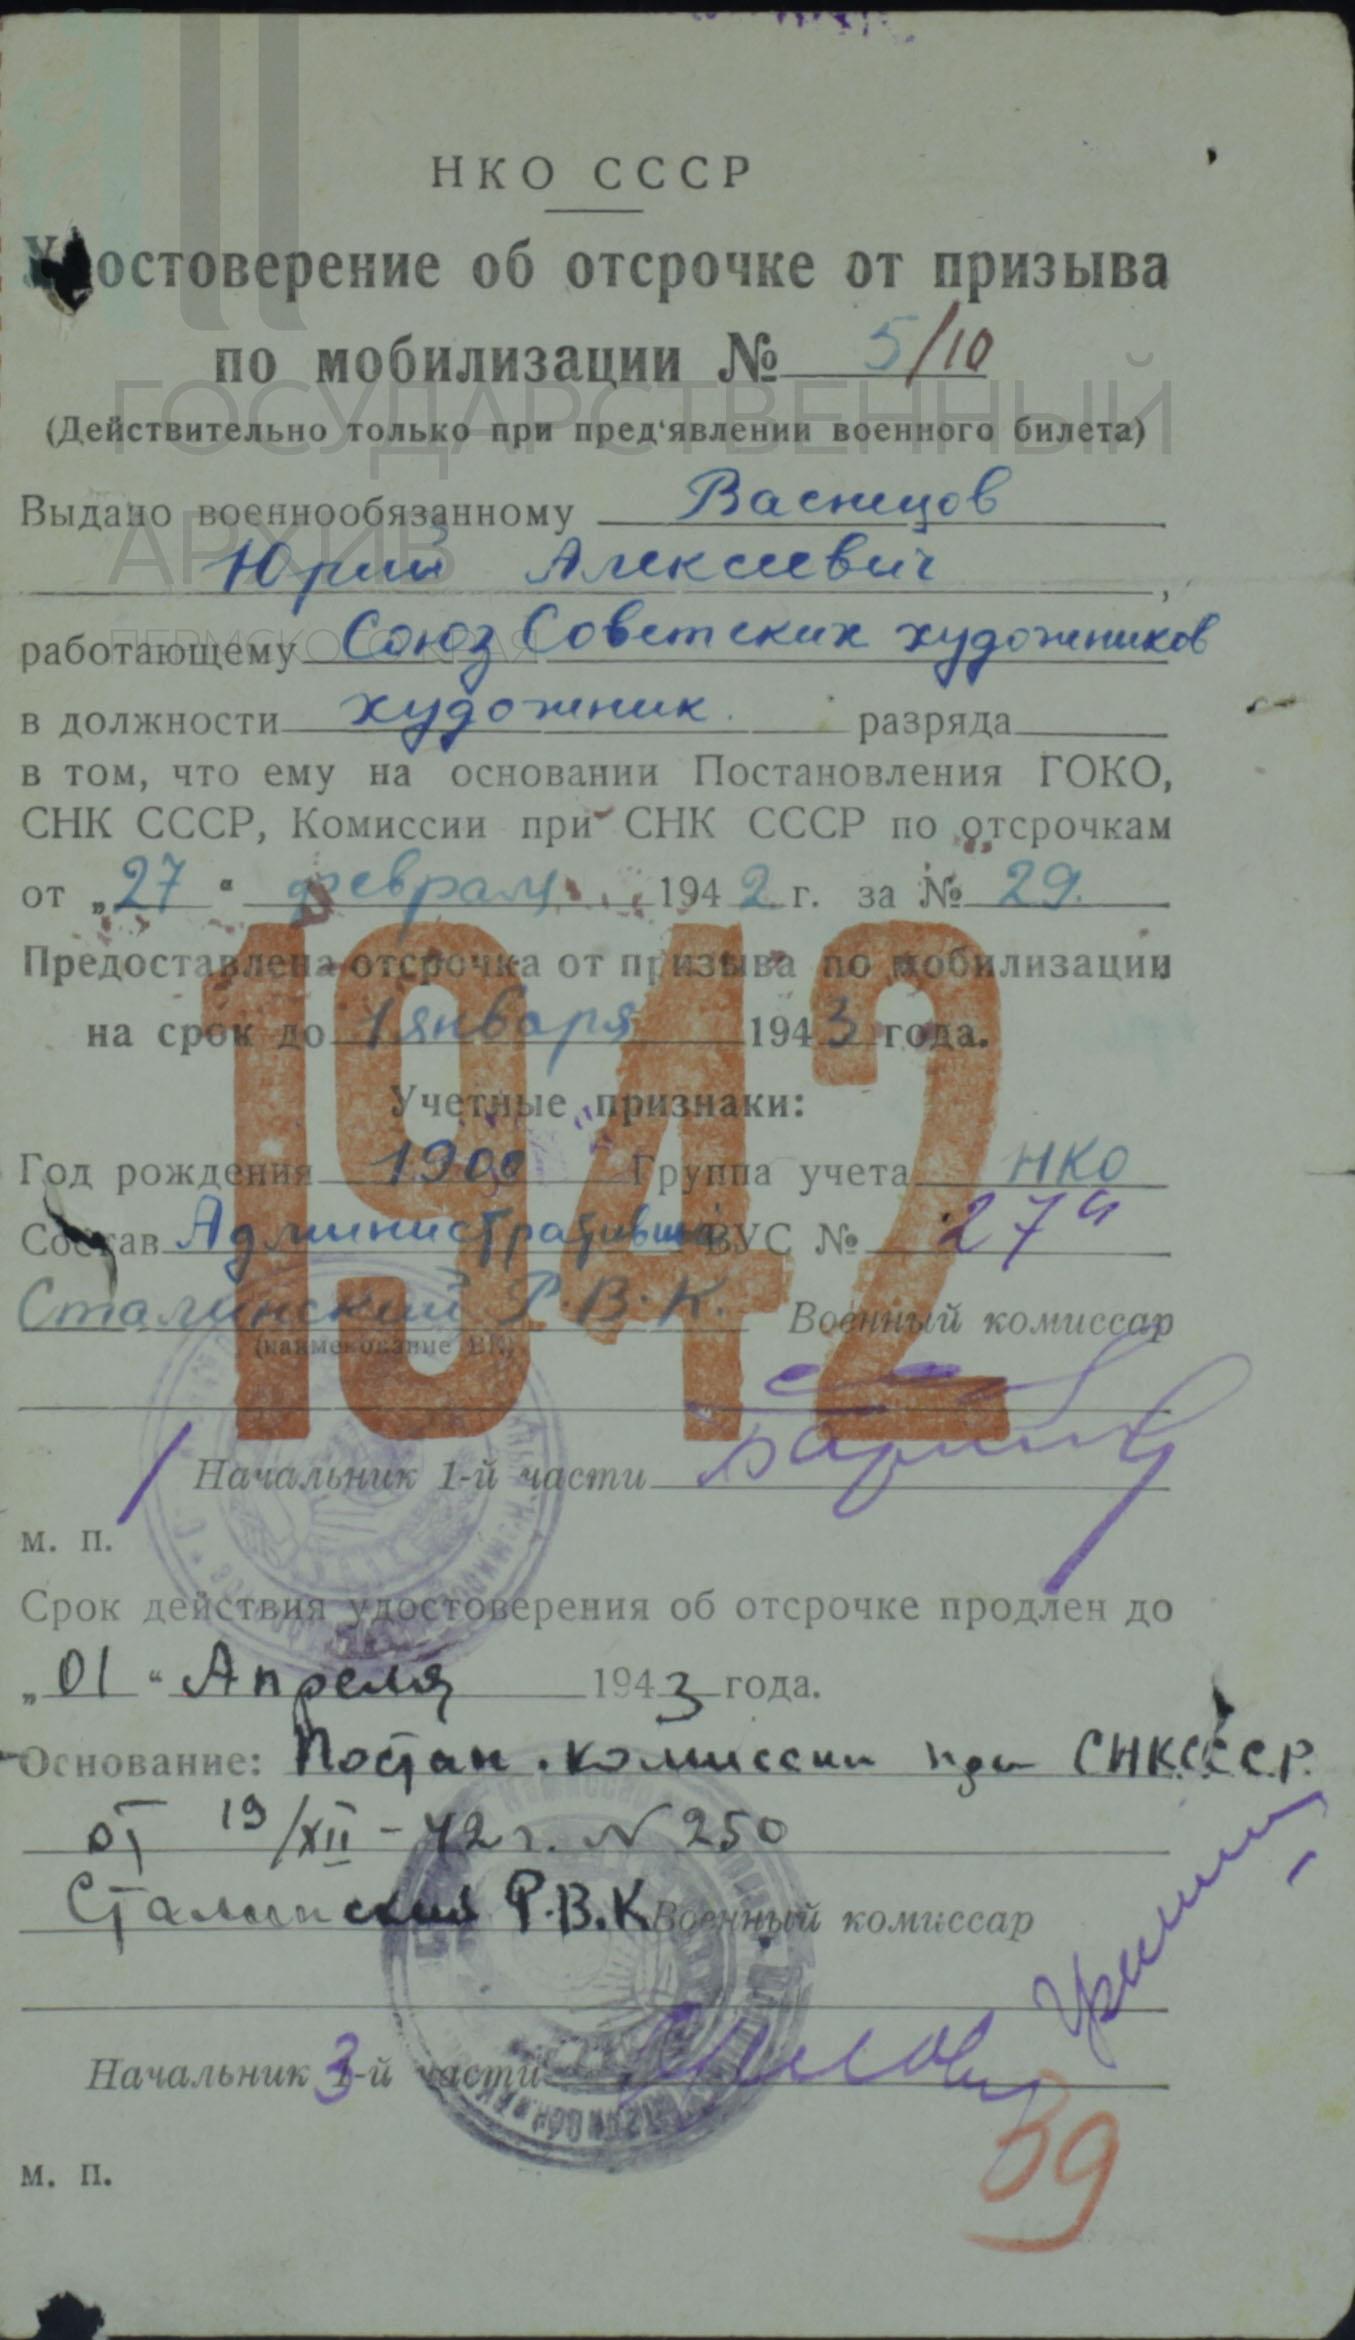 НКО СССР
Удостоверение об отсрочке от призыва
по мобилизации № 5/10
ГОСУДАРСТВЕННЫЙ
(Действительно только при пред'явлении военного билета)
Выдано военнообязанному Васнецов
АРХИВ
Юрий Алексеевич,
ПЕРМСКОГО КРАЯ
работающему Союз Советских художников
в должности художник. разряда
в том, что ему на основании Постановления ГОКО,
СНК СССР, Комиссии при СНК СССР по отсрочкам
от „27“ февраля 1942 г. за № 29.
1942
Предоставлена отсрочка от призыва по мобилизации
на срок до 1 января 1943 года.
Учетные признаки:
Год рождения 1900 Группа учета НКО
Состав Административный ВУС № 27а
Сталинский Р.В.К. Военный комиссар
(наименование ВК)
Начальник 1-й части
м. п.
Срок действия удостоверения об отсрочке продлен до
„01“ Апреля 1943 года.
Основание: Постан. комиссии при СНКСССР.
от 19/XII-42 г. N 250
Сталинский Р.В.К Военный комиссар
Начальник 3-й части
39
м. п.